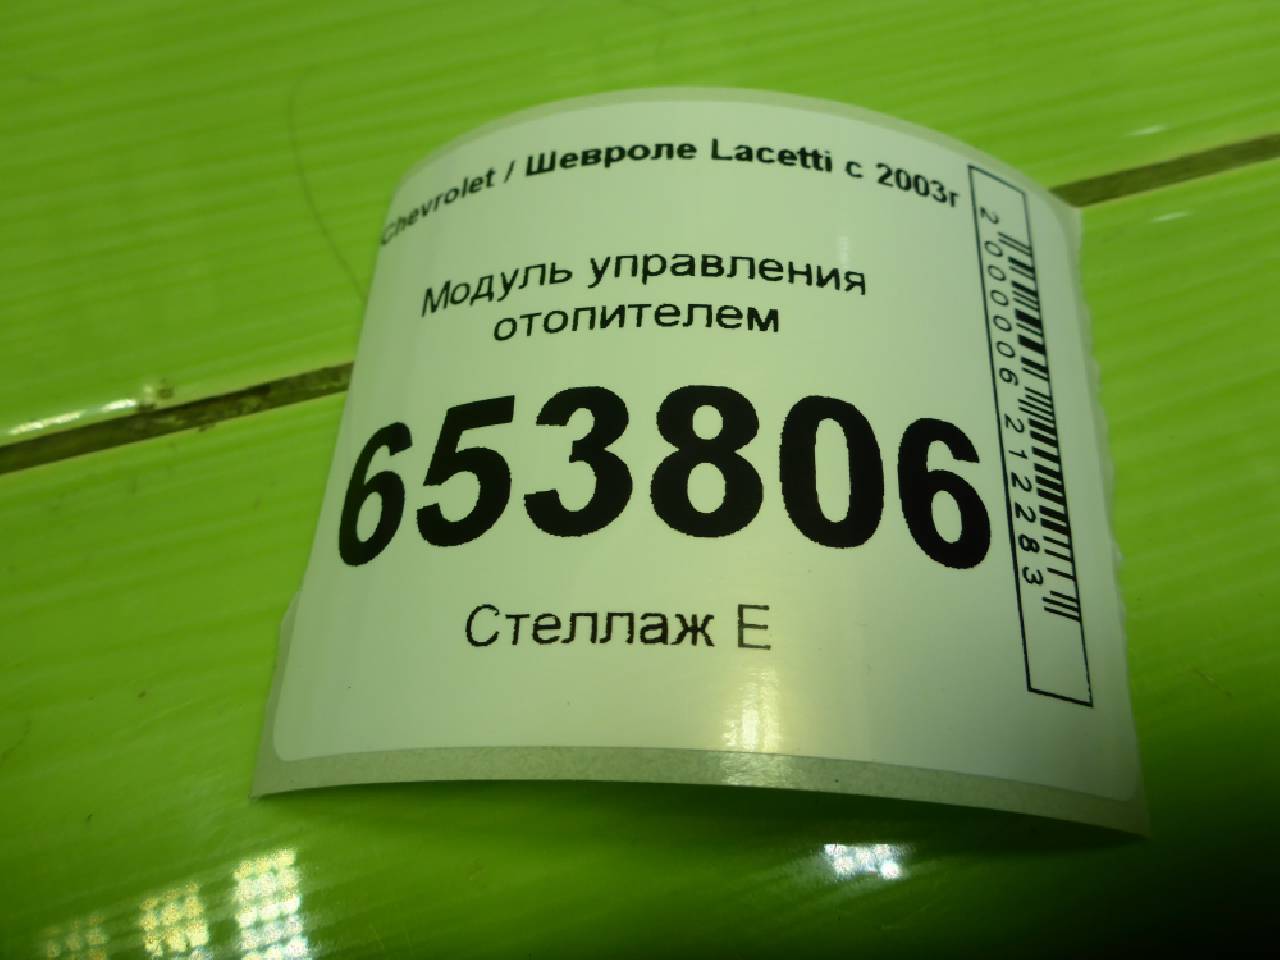 Chevrolet / Шевроле Lacetti с 2003г
Модуль управления
отопителем
653806
Стеллаж Е
2000006212283